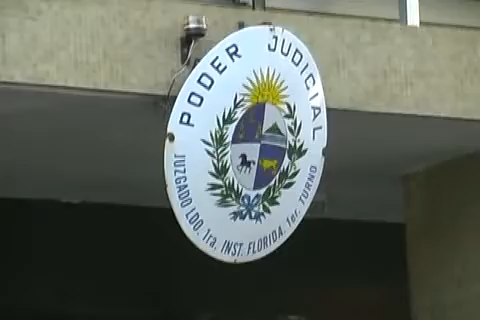 PODER JUDICIAL
JUZGADO LDO. 1ra. INST. FLORIDA. 1er. TURNO